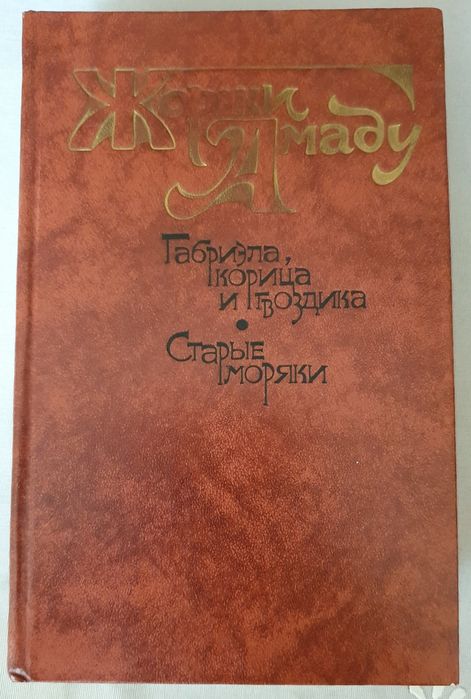 Жоржи
Амаду
Габриэла,
корица
и гвоздика
•
Старые
моряки